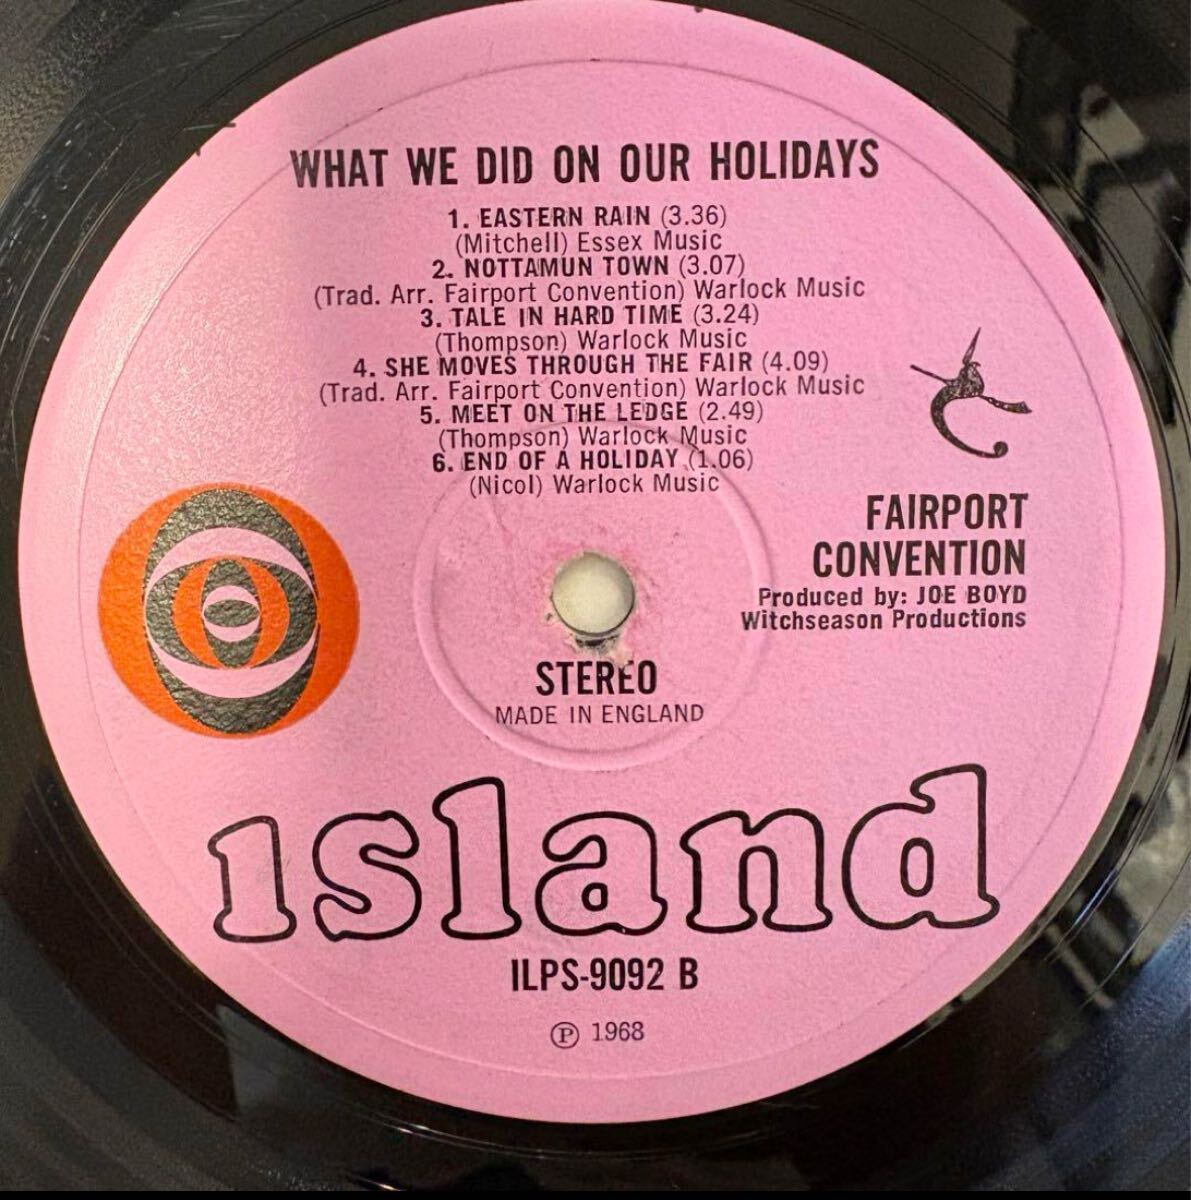 WHAT WE DID ON OUR HOLIDAYS
1. EASTERN RAIN (3.36)
(Mitchell) Essex Music
2. NOTTAMUN TOWN (3.07)
(Trad. Arr. Fairport Convention) Warlock Music
3. TALE IN HARD TIME (3.24)
(Thompson) Warlock Music
4. SHE MOVES THROUGH THE FAIR (4.09)
(Trad. Arr. Fairport Convention) Warlock Music
5. MEET ON THE LEDGE (2.49)
(Thompson) Warlock Music
6. END OF A HOLIDAY (1.06)
(Nicol) Warlock Music
FAIRPORT
CONVENTION
Produced by: JOE BOYD
Witchseason Productions
STEREO
MADE IN ENGLAND
island
ILPS-9092 B
℗ 1968